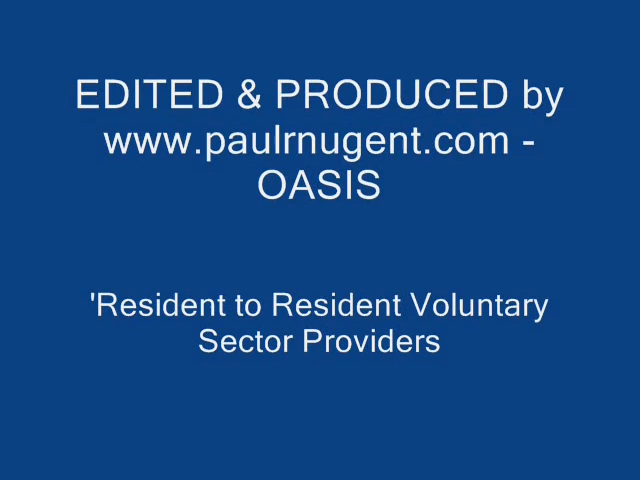 EDITED & PRODUCED by
www.paulrnugent.com -
OASIS
'Resident to Resident Voluntary
Sector Providers